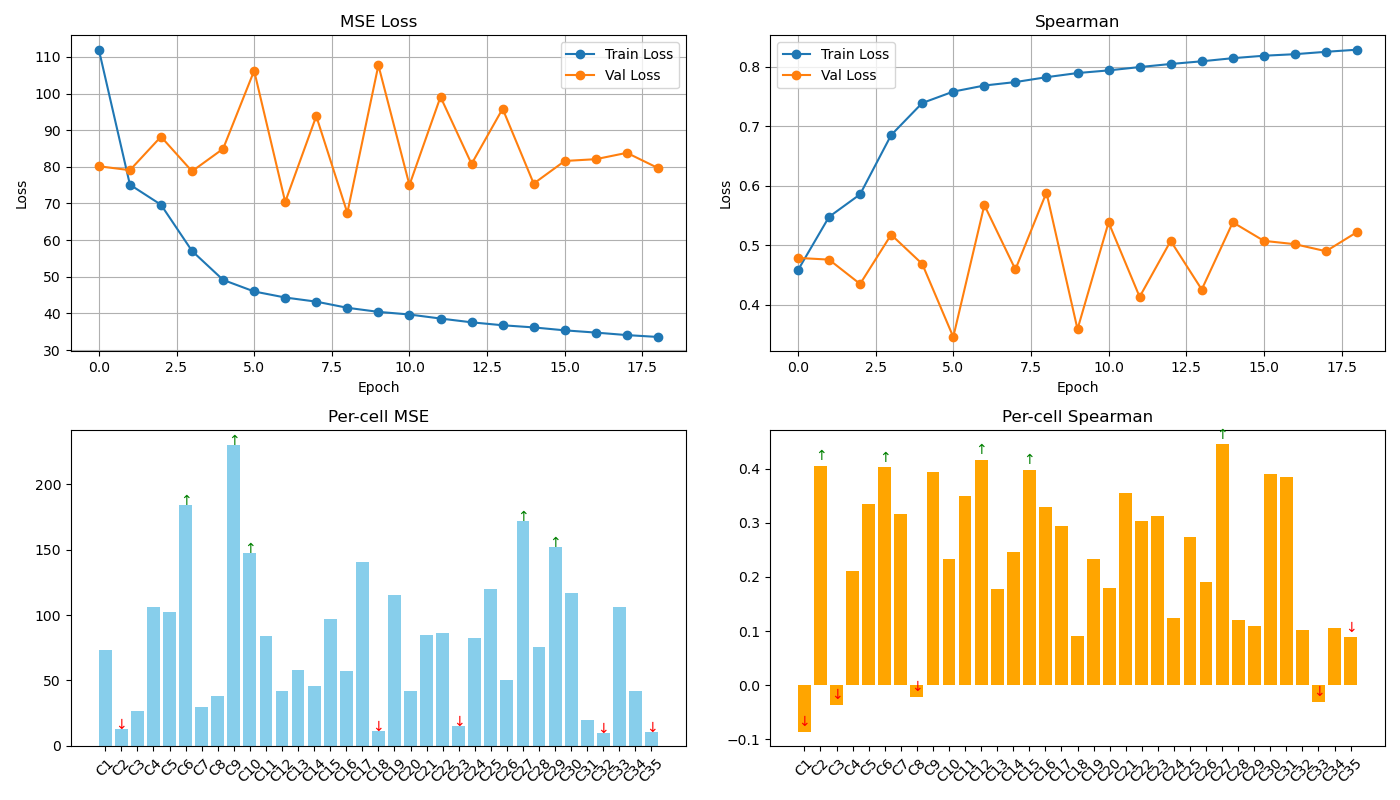 MSE Loss
Loss
110
100
90
80
70
60
50
40
30
Train Loss
Val Loss
0.0 2.5 5.0 7.5 10.0 12.5 15.0 17.5
Epoch
Spearman
Loss
0.8
0.7
0.6
0.5
0.4
Train Loss
Val Loss
0.0 2.5 5.0 7.5 10.0 12.5 15.0 17.5
Epoch
Per-cell MSE
200
150
100
50
0
↑ ↑ ↑ ↑ ↑
↓ ↓ ↓ ↓ ↓
C1 C2 C3 C4 C5 C6 C7 C8 C9 C10 C11 C12 C13 C14 C15 C16 C17 C18 C19 C20 C21 C22 C23 C24 C25 C26 C27 C28 C29 C30 C31 C32 C33 C34 C35
Per-cell Spearman
0.4
0.3
0.2
0.1
0.0
−0.1
↑ ↑ ↑ ↑ ↑
↓ ↓ ↓ ↓ ↓
C1 C2 C3 C4 C5 C6 C7 C8 C9 C10 C11 C12 C13 C14 C15 C16 C17 C18 C19 C20 C21 C22 C23 C24 C25 C26 C27 C28 C29 C30 C31 C32 C33 C34 C35